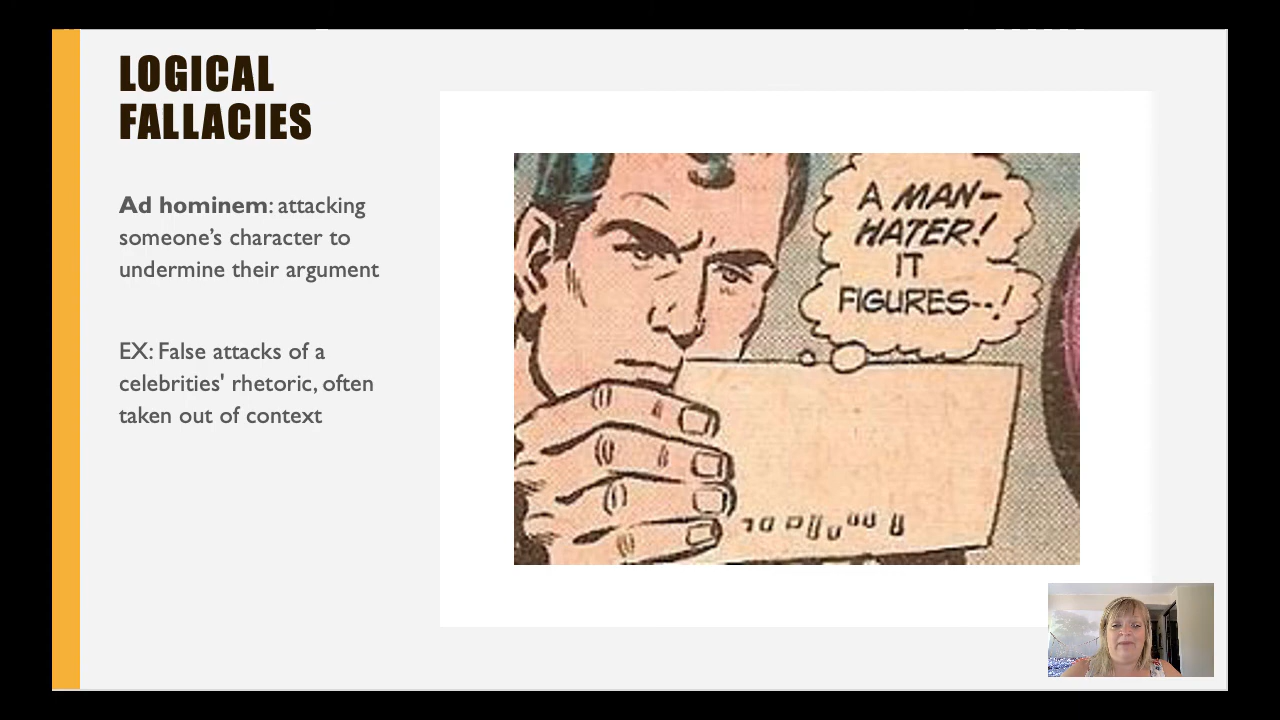 LOGICAL
FALLACIES
Ad hominem: attacking
someone’s character to
undermine their argument
EX: False attacks of a
celebrities' rhetoric, often
taken out of context
A MAN-
HATER!
IT
FIGURES--!